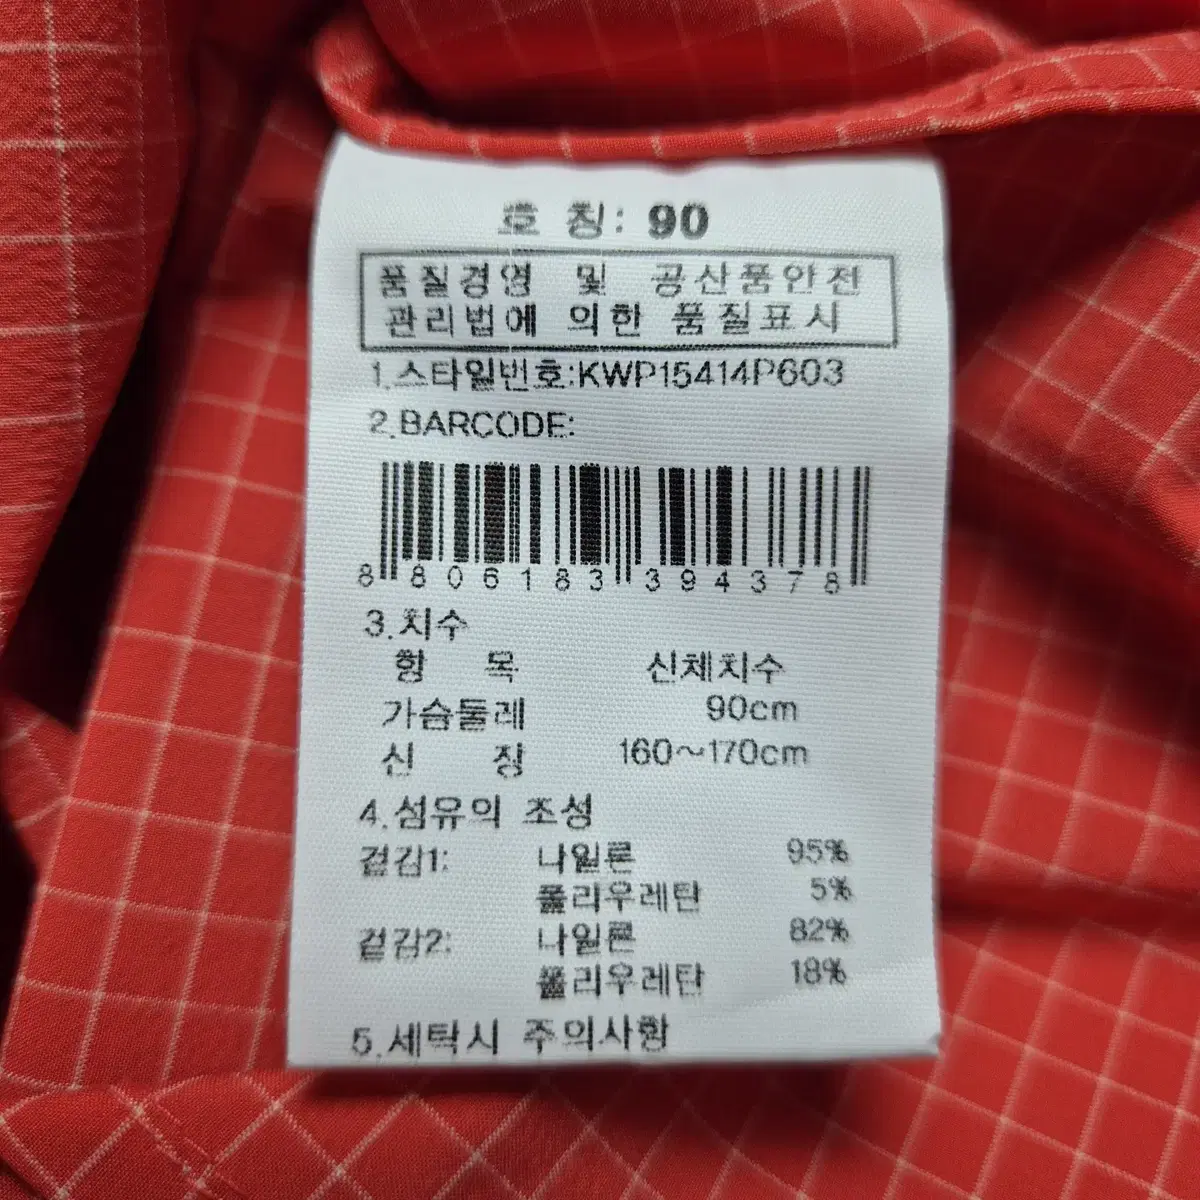 호 칭: 90
품질경영 및 공산품안전
관리법에 의한 품질표시
1.스타일번호:KWP15414P603
2.BARCODE:
8 806183 394378
3.치수
항 목 신체치수
가슴둘레 90cm
신 장 160~170cm
4.섬유의 조성
겉감1: 나일론 95%
폴리우레탄 5%
겉감2: 나일론 82%
폴리우레탄 18%
5.세탁시 주의사항